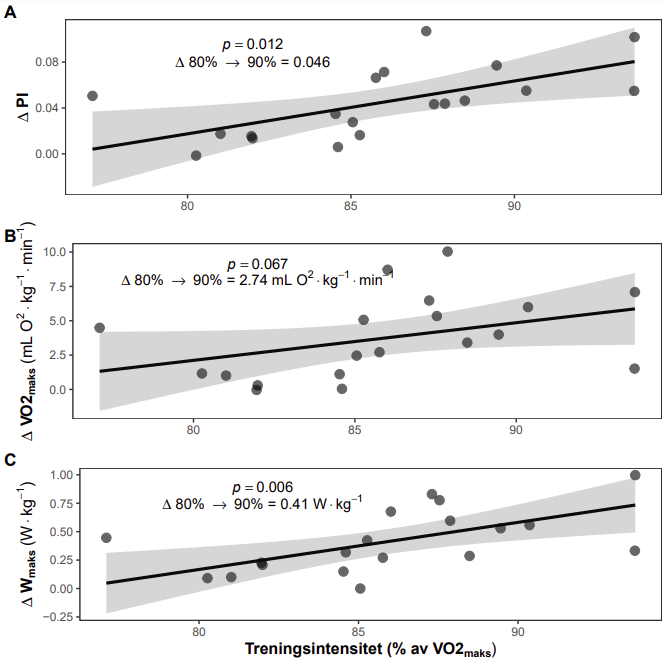 A
p = 0.012
Δ 80% → 90% = 0.046
Δ PI
0.08
0.04
0.00
80 85 90
B
p = 0.067
Δ 80% → 90% = 2.74 mL O²·kg⁻¹·min⁻¹
Δ VO2maks (mL O²·kg⁻¹·min⁻¹)
10.0
7.5
5.0
2.5
0.0
80 85 90
C
p = 0.006
Δ 80% → 90% = 0.41 W·kg⁻¹
Δ Wmaks (W·kg⁻¹)
1.00
0.75
0.50
0.25
0.00
−0.25
80 85 90
Treningsintensitet (% av VO2maks)